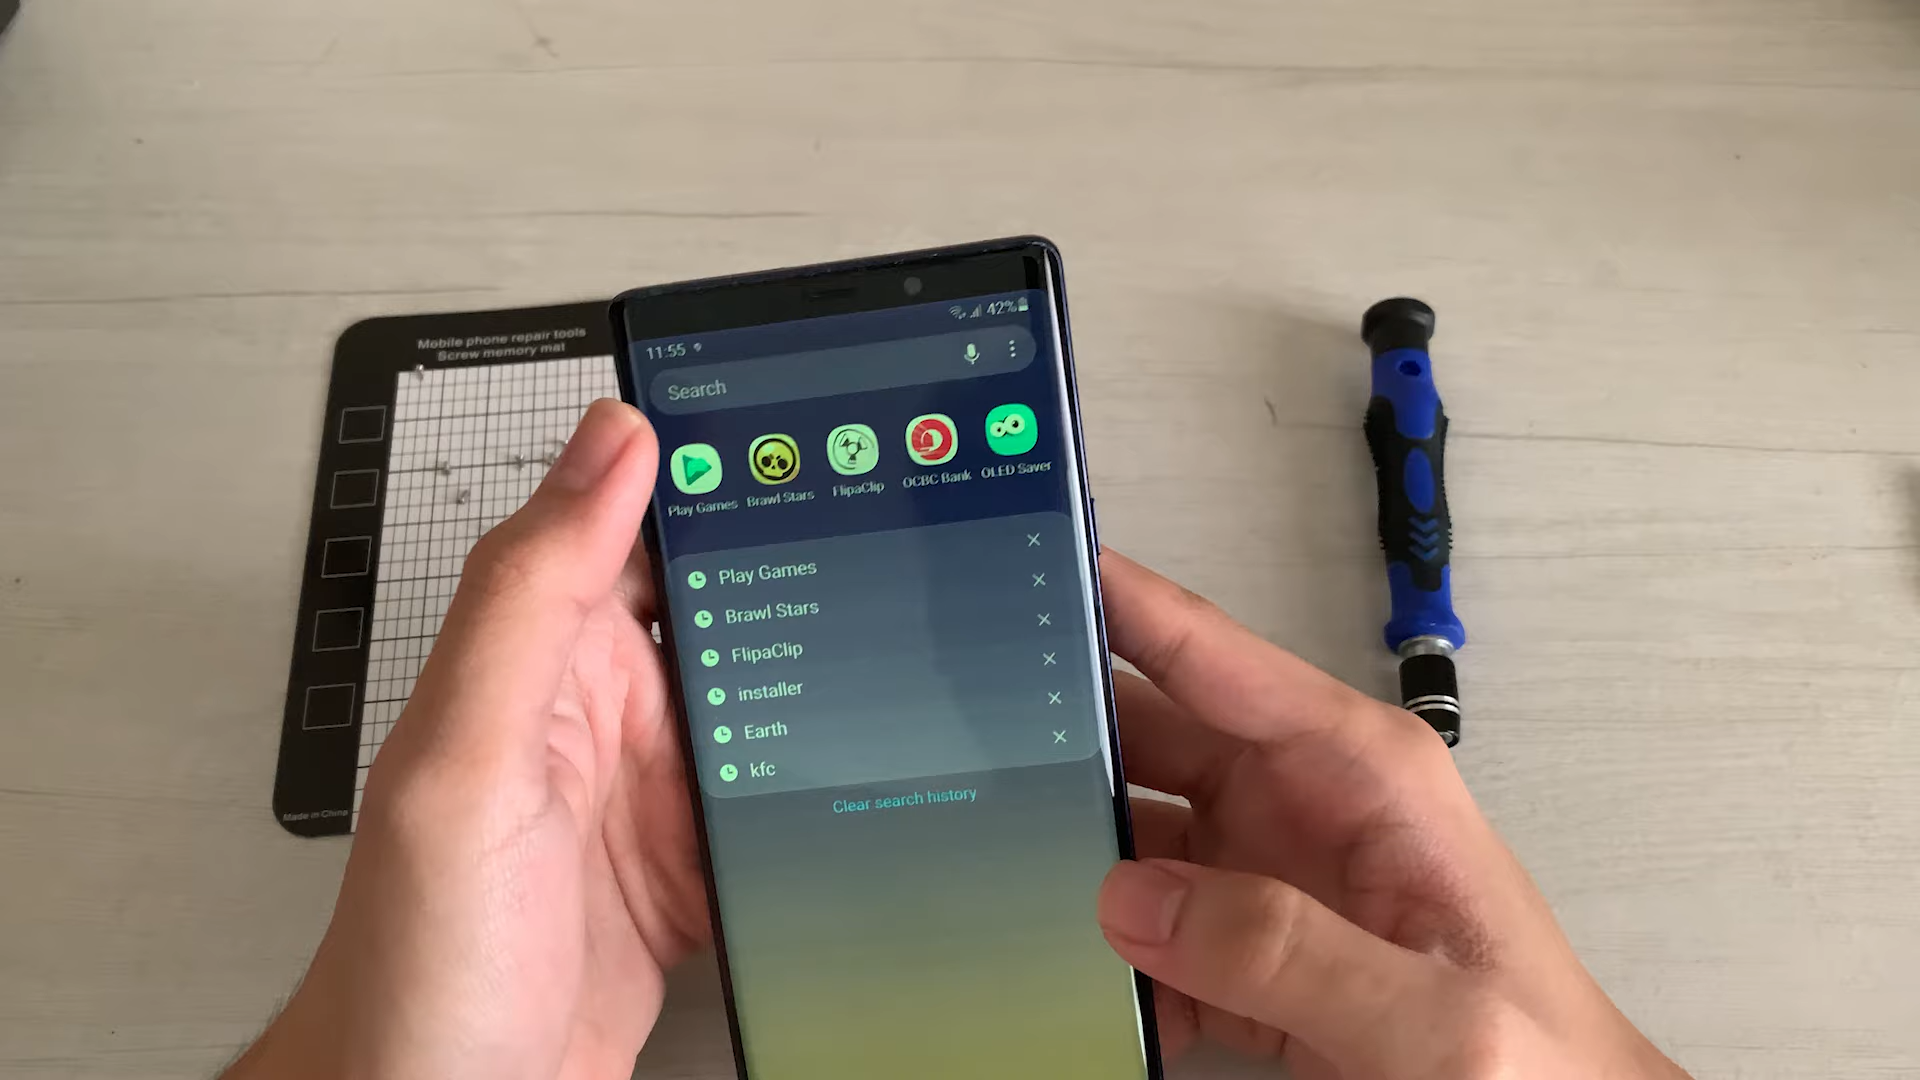 Mobile phone repair tools
Screw memory mat
42%
11:55
Search
Play Games
Brawl Stars
FlipaClip
OCBC Bank
OLED Saver
Play Games
Brawl Stars
FlipaClip
installer
Earth
kfc
Clear search history
Made in China